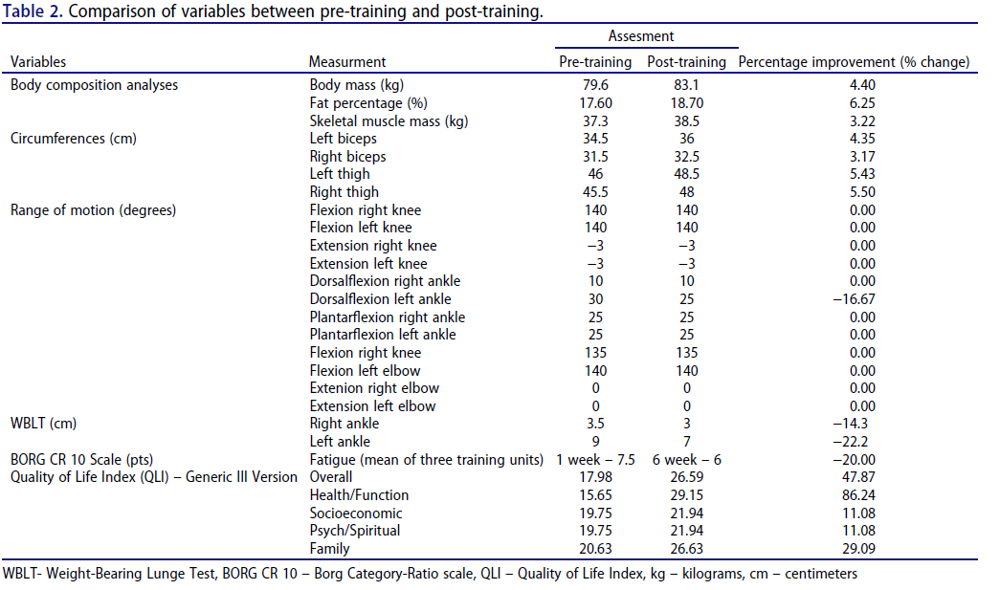 Table 2. Comparison of variables between pre-training and post-training.
Assesment
Variables Measurment Pre-training Post-training Percentage improvement (% change)
Body composition analyses Body mass (kg) 79.6 83.1 4.40
Fat percentage (%) 17.60 18.70 6.25
Skeletal muscle mass (kg) 37.3 38.5 3.22
Circumferences (cm) Left biceps 34.5 36 4.35
Right biceps 31.5 32.5 3.17
Left thigh 46 48.5 5.43
Right thigh 45.5 48 5.50
Range of motion (degrees) Flexion right knee 140 140 0.00
Flexion left knee 140 140 0.00
Extension right knee −3 −3 0.00
Extension left knee −3 −3 0.00
Dorsalflexion right ankle 10 10 0.00
Dorsalflexion left ankle 30 25 −16.67
Plantarflexion right ankle 25 25 0.00
Plantarflexion left ankle 25 25 0.00
Flexion right knee 135 135 0.00
Flexion left elbow 140 140 0.00
Extenion right elbow 0 0 0.00
Extension left elbow 0 0 0.00
WBLT (cm) Right ankle 3.5 3 −14.3
Left ankle 9 7 −22.2
BORG CR 10 Scale (pts) Fatigue (mean of three training units) 1 week – 7.5 6 week – 6 −20.00
Quality of Life Index (QLI) – Generic III Version Overall 17.98 26.59 47.87
Health/Function 15.65 29.15 86.24
Socioeconomic 19.75 21.94 11.08
Psych/Spiritual 19.75 21.94 11.08
Family 20.63 26.63 29.09
WBLT- Weight-Bearing Lunge Test, BORG CR 10 – Borg Category-Ratio scale, QLI – Quality of Life Index, kg – kilograms, cm – centimeters